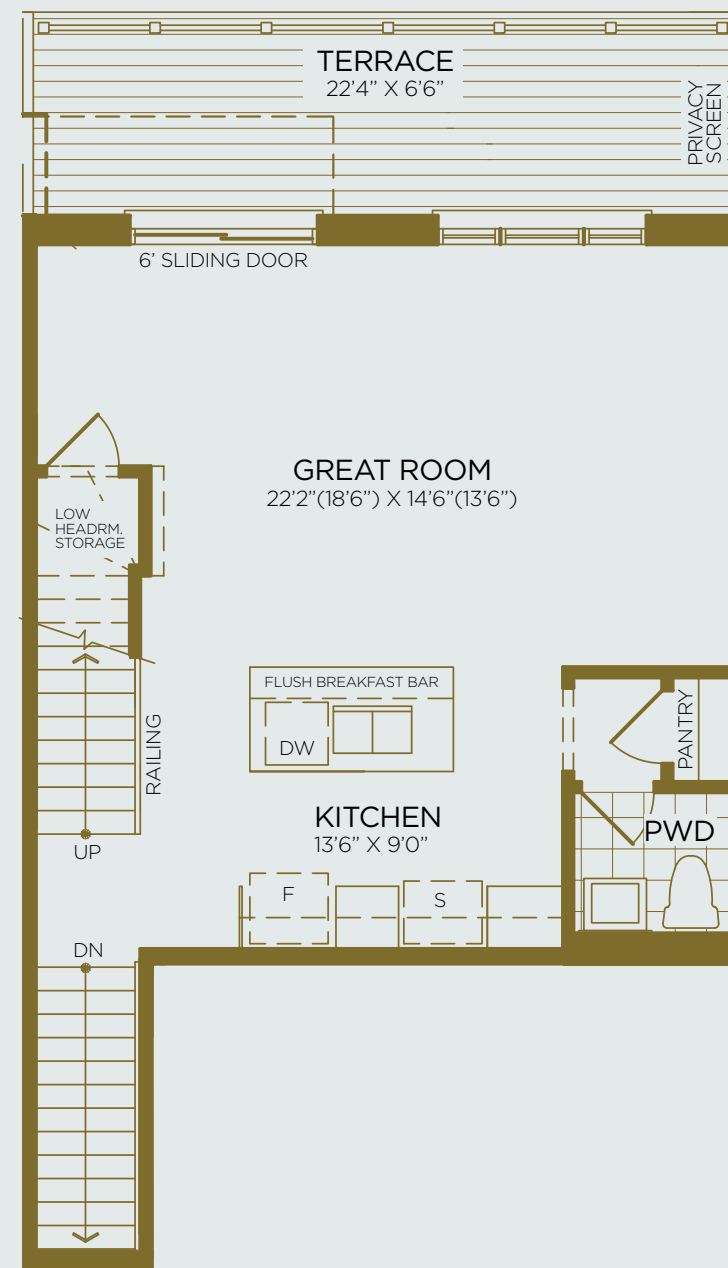 TERRACE
22’4” X 6’6”
PRIVACY
SCREEN
6’ SLIDING DOOR
GREAT ROOM
22’2”(18’6”) X 14’6”(13’6”)
LOW
HEADRM.
STORAGE
FLUSH BREAKFAST BAR
DW
RAILING
PANTRY
KITCHEN
13’6” X 9’0”
PWD
UP
F
S
DN